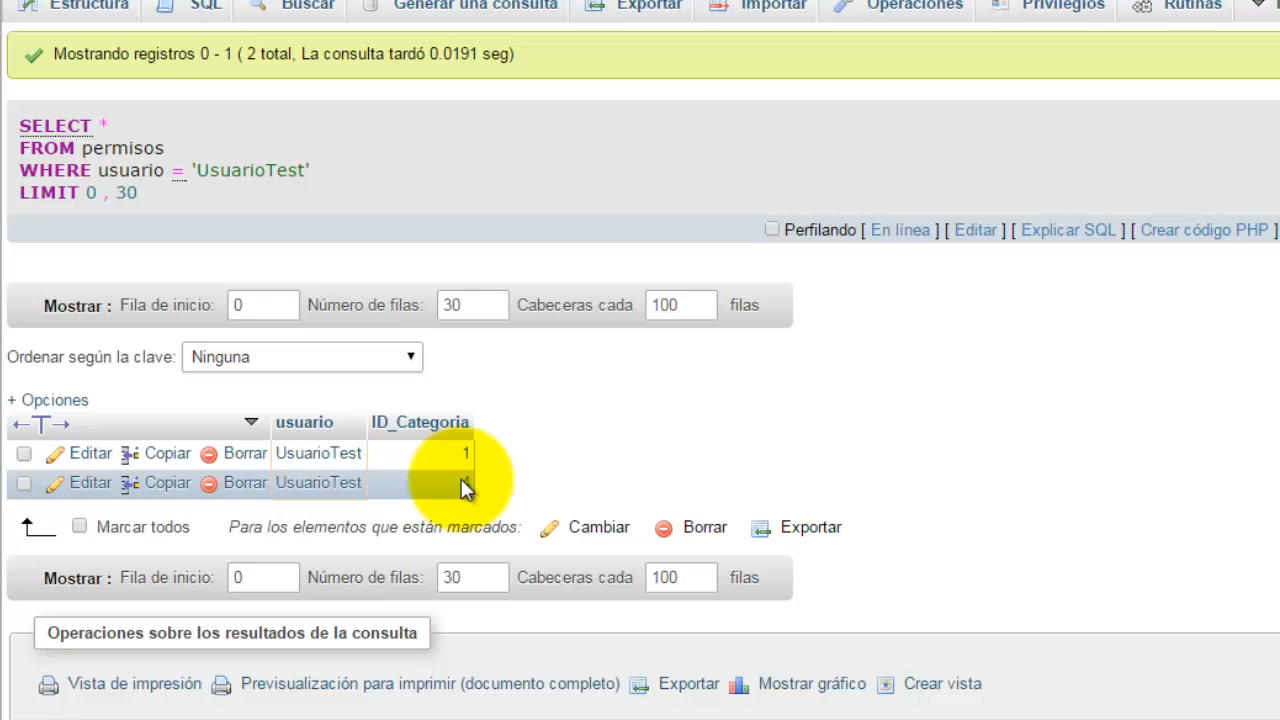 Estructura SQL Buscar Generar una consulta Exportar Importar Operaciones Privilegios Rutinas
Mostrando registros 0 - 1 ( 2 total, La consulta tardó 0.0191 seg)
SELECT *
FROM permisos
WHERE usuario = 'UsuarioTest'
LIMIT 0 , 30
Perfilando [ En línea ] [ Editar ] [ Explicar SQL ] [ Crear código PHP ]
Mostrar : Fila de inicio: 0 Número de filas: 30 Cabeceras cada 100 filas
Ordenar según la clave: Ninguna
+ Opciones
usuario ID_Categoria
Editar Copiar Borrar UsuarioTest 1
Editar Copiar Borrar UsuarioTest
Marcar todos Para los elementos que están marcados: Cambiar Borrar Exportar
Mostrar : Fila de inicio: 0 Número de filas: 30 Cabeceras cada 100 filas
Operaciones sobre los resultados de la consulta
Vista de impresión Previsualización para imprimir (documento completo) Exportar Mostrar gráfico Crear vista